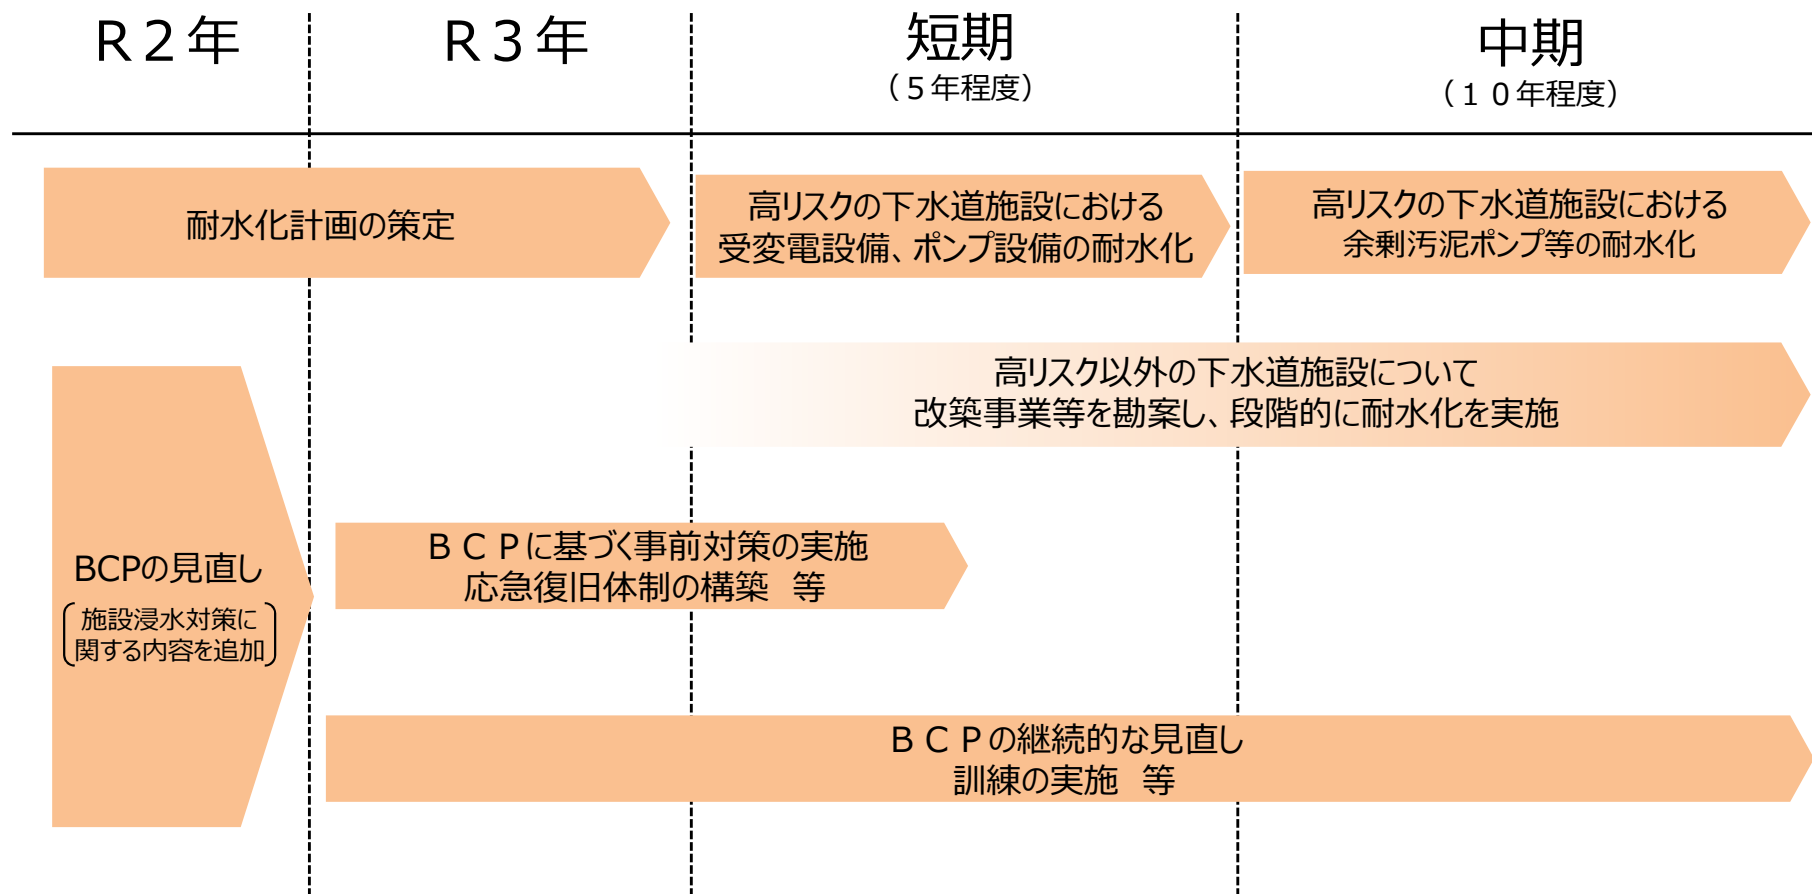 R２年
R３年
短期
（５年程度）
中期
（１０年程度）
耐水化計画の策定
高リスクの下水道施設における
受変電設備、ポンプ設備の耐水化
高リスクの下水道施設における
余剰汚泥ポンプ等の耐水化
高リスク以外の下水道施設について
改築事業等を勘案し、段階的に耐水化を実施
BCPの見直し
施設浸水対策に
関する内容を追加
ＢＣＰに基づく事前対策の実施
応急復旧体制の構築　等
ＢＣＰの継続的な見直し
訓練の実施　等